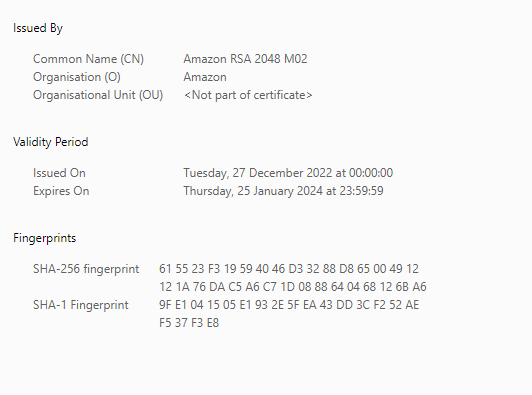 Issued By
Common Name (CN) Amazon RSA 2048 M02
Organisation (O) Amazon
Organisational Unit (OU) <Not part of certificate>
Validity Period
Issued On Tuesday, 27 December 2022 at 00:00:00
Expires On Thursday, 25 January 2024 at 23:59:59
Fingerprints
SHA-256 fingerprint 61 55 23 F3 19 59 40 46 D3 32 88 D8 65 00 49 12
12 1A 76 DA C5 A6 C7 1D 08 88 64 04 68 12 6B A6
SHA-1 Fingerprint 9F E1 04 15 05 E1 93 2E 5F EA 43 DD 3C F2 52 AE
F5 37 F3 E8